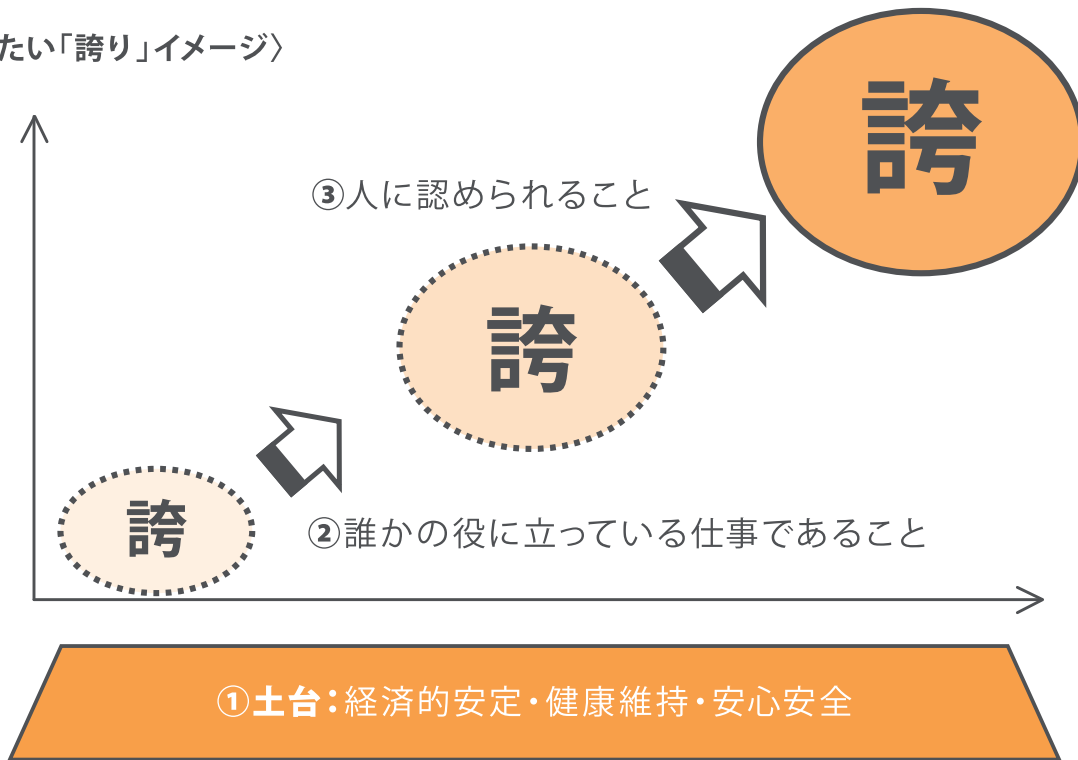 たい「誇り」イメージ〉
誇
③人に認められること
誇
誇
②誰かの役に立っている仕事であること
①土台：経済的安定・健康維持・安心安全